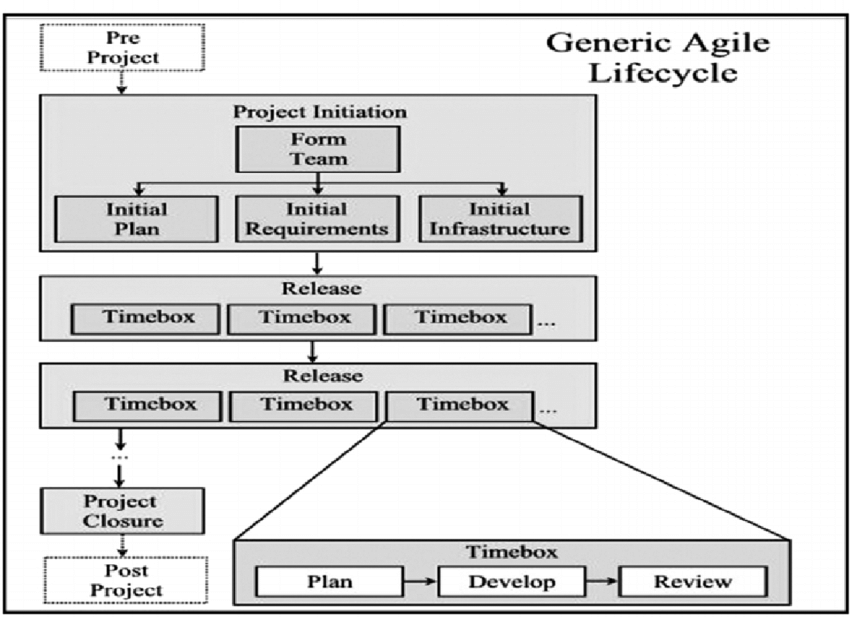 Generic Agile
Lifecycle
Pre
Project
Project Initiation
Form
Team
Initial
Plan
Initial
Requirements
Initial
Infrastructure
Release
Timebox
Timebox
Timebox
...
Release
Timebox
Timebox
Timebox
...
...
Project
Closure
Post
Project
Timebox
Plan
Develop
Review